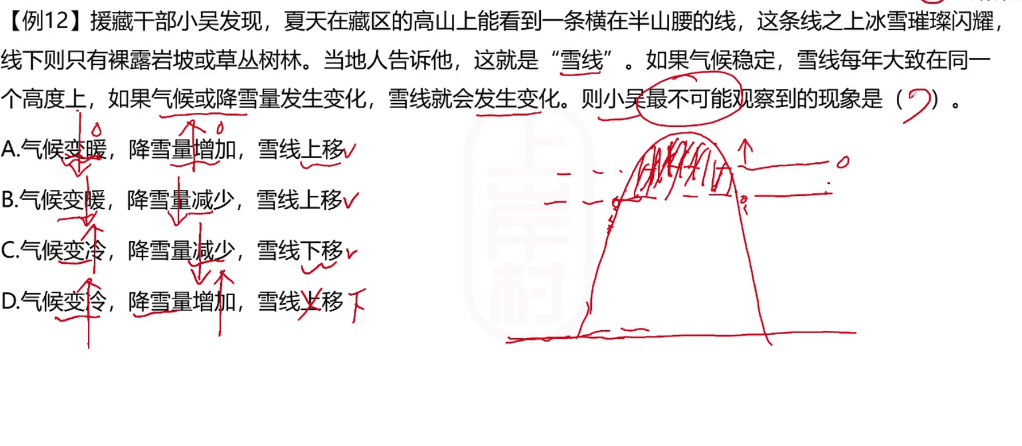 【例12】援藏干部小吴发现，夏天在藏区的高山上能看到一条横在半山腰的线，这条线之上冰雪璀璨闪耀，
线下则只有裸露岩坡或草丛树林。当地人告诉他，这就是“雪线”。如果气候稳定，雪线每年大致在同一
个高度上，如果气候或降雪量发生变化，雪线就会发生变化。则小吴最不可能观察到的现象是（ ）。
A.气候变暖，降雪量增加，雪线上移
B.气候变暖，降雪量减少，雪线上移
C.气候变冷，降雪量减少，雪线下移
D.气候变冷，降雪量增加，雪线上移 下
上岸村